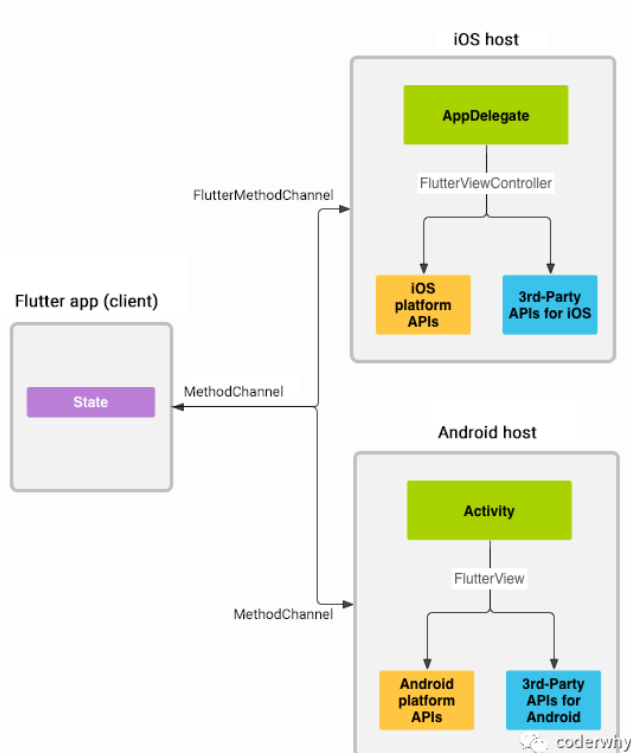 iOS host
AppDelegate
FlutterViewController
FlutterMethodChannel
iOS
platform
APIs
3rd-Party
APIs for iOS
Flutter app (client)
State
MethodChannel
Android host
Activity
FlutterView
MethodChannel
Android
platform
APIs
3rd-Party
APIs for
Android
coderwhy